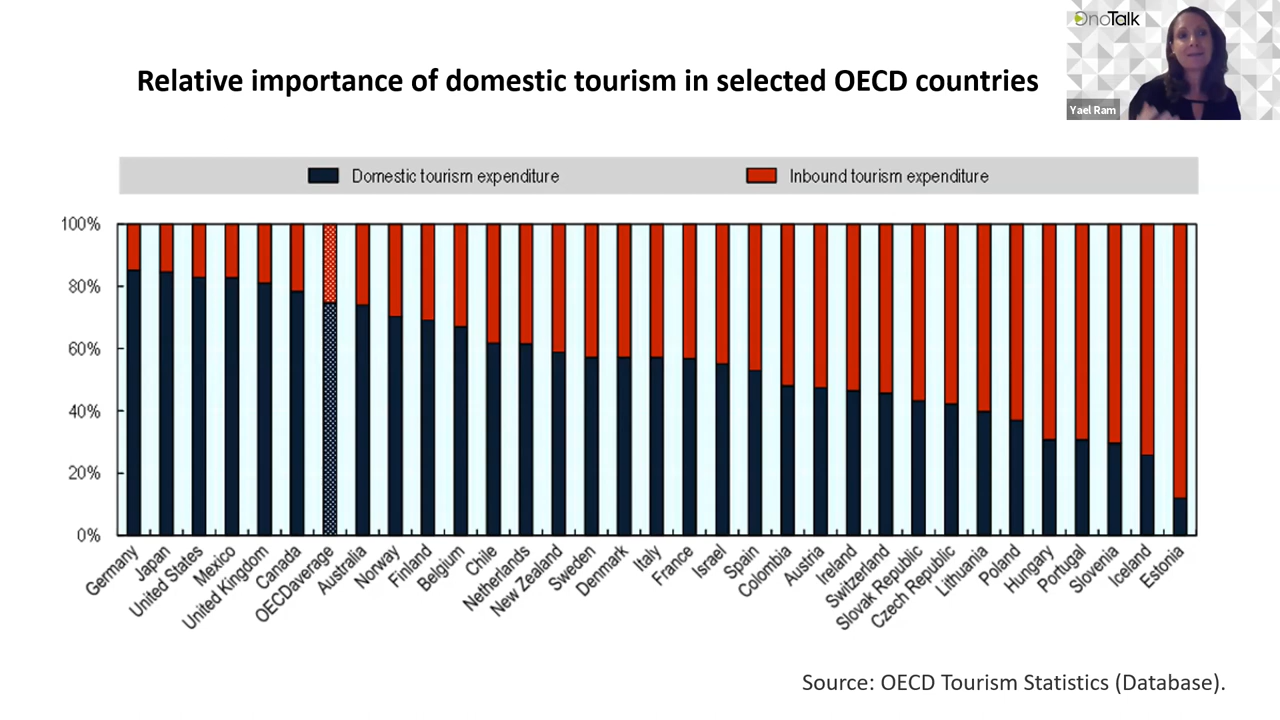 OnoTalk
Yael Ram
Relative importance of domestic tourism in selected OECD countries
Domestic tourism expenditure
Inbound tourism expenditure
100%
80%
60%
40%
20%
0%
Germany
Japan
United States
Mexico
United Kingdom
Canada
OECDaverage
Australia
Norway
Finland
Belgium
Chile
Netherlands
New Zealand
Sweden
Denmark
Italy
France
Israel
Spain
Colombia
Austria
Ireland
Switzerland
Slovak Republic
Czech Republic
Lithuania
Poland
Hungary
Portugal
Slovenia
Iceland
Estonia
Source: OECD Tourism Statistics (Database).